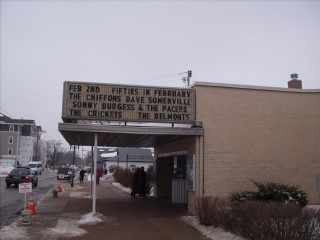 FEB 2ND FIFTIES IN FEBRUARY
THE CHIFFONS DAVE SOMERVILLE
SONNY BURGESS & THE PACERS
THE CRICKETS THE BELMONTS